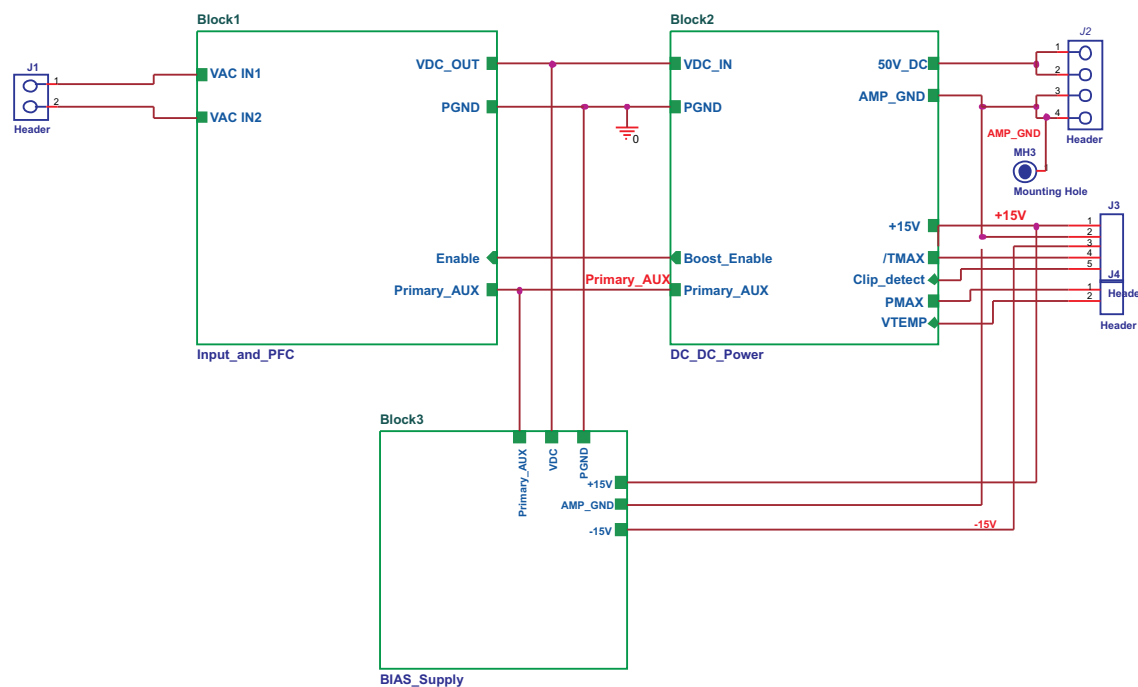 Block1
Block2
J1
1
2
Header
VAC IN1
VAC IN2
VDC_OUT
PGND
Enable
Primary_AUX
Input_and_PFC
0
Primary_AUX
VDC_IN
PGND
Boost_Enable
Primary_AUX
50V_DC
AMP_GND
+15V
/TMAX
Clip_detect
PMAX
VTEMP
DC_DC_Power
J2
1
2
3
4
Header
AMP_GND
MH3
Mounting Hole
+15V
J3
1
2
3
4
5
J4
1
2
Heade
Header
Block3
Primary_AUX
VDC
PGND
+15V
AMP_GND
-15V
-15V
BIAS_Supply